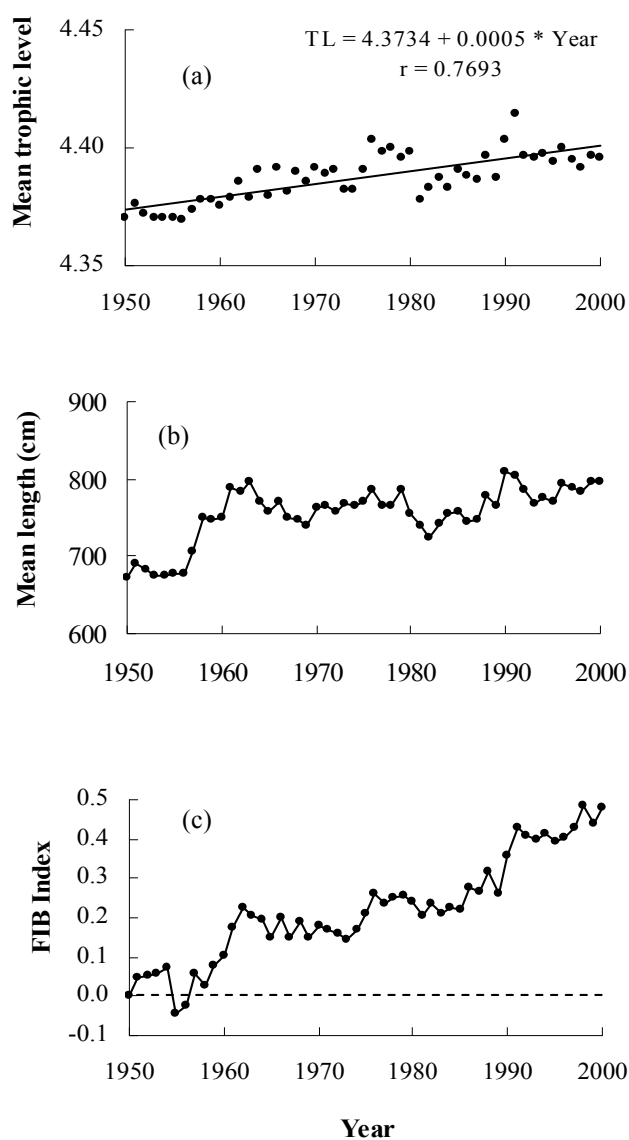 4.45
TL = 4.3734 + 0.0005 * Year
r = 0.7693
(a)
4.40
4.35
Mean trophic level
1950 1960 1970 1980 1990 2000
900
(b)
800
700
600
Mean length (cm)
1950 1960 1970 1980 1990 2000
0.5
(c)
0.4
0.3
0.2
0.1
0.0
-0.1
FIB Index
1950 1960 1970 1980 1990 2000
Year